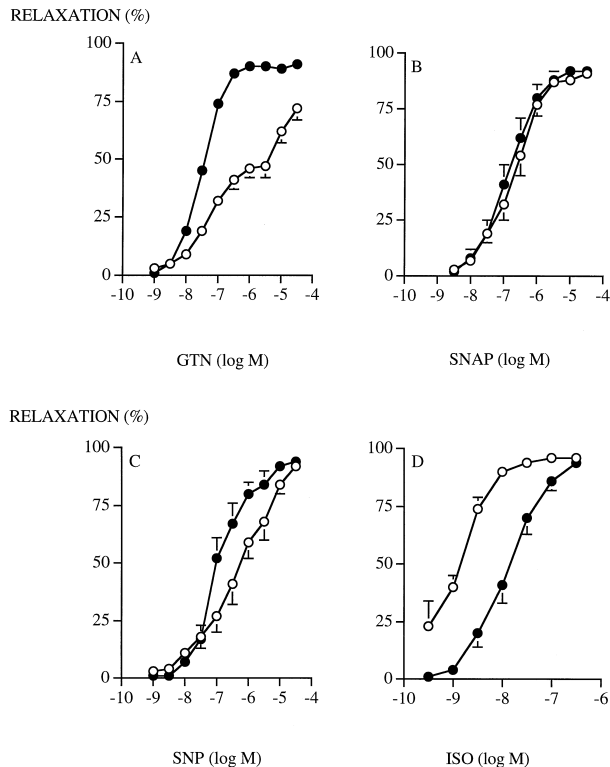 RELAXATION (%)
100
75
50
25
0
A
-10 -9 -8 -7 -6 -5 -4
GTN (log M)
100
75
50
25
0
B
-10 -9 -8 -7 -6 -5 -4
SNAP (log M)
RELAXATION (%)
100
75
50
25
0
C
-10 -9 -8 -7 -6 -5 -4
SNP (log M)
100
75
50
25
0
D
-10 -9 -8 -7 -6
ISO (log M)